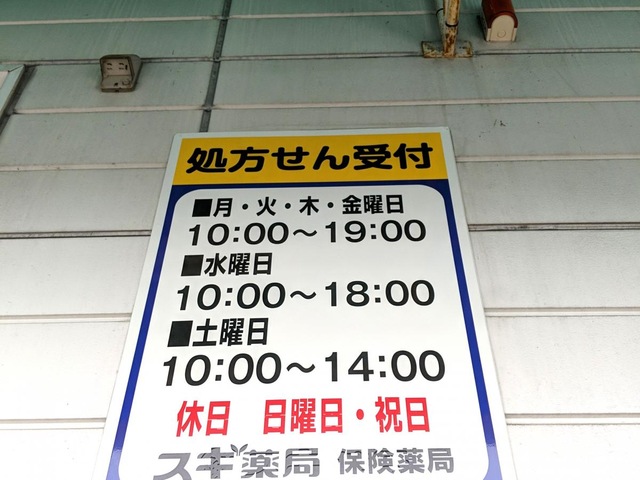 処方せん受付
■月・火・木・金曜日
10:00～19:00
■水曜日
10:00～18:00
■土曜日
10:00～14:00
休日 日曜日・祝日
スギ薬局 保険薬局